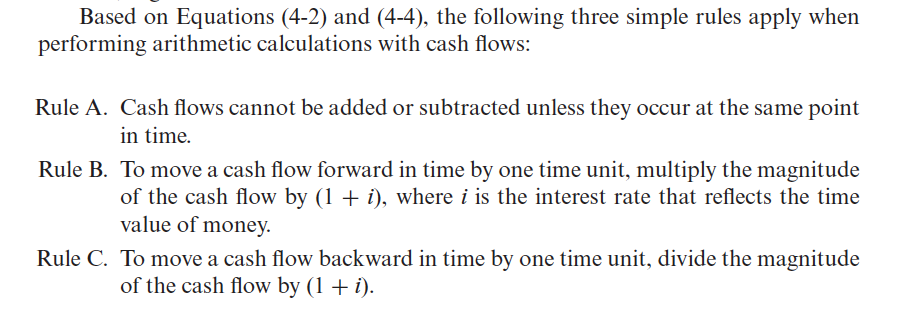 Based on Equations (4-2) and (4-4), the following three simple rules apply when
performing arithmetic calculations with cash flows:
Rule A. Cash flows cannot be added or subtracted unless they occur at the same point
in time.
Rule B. To move a cash flow forward in time by one time unit, multiply the magnitude
of the cash flow by (1 + i), where i is the interest rate that reflects the time
value of money.
Rule C. To move a cash flow backward in time by one time unit, divide the magnitude
of the cash flow by (1 + i).